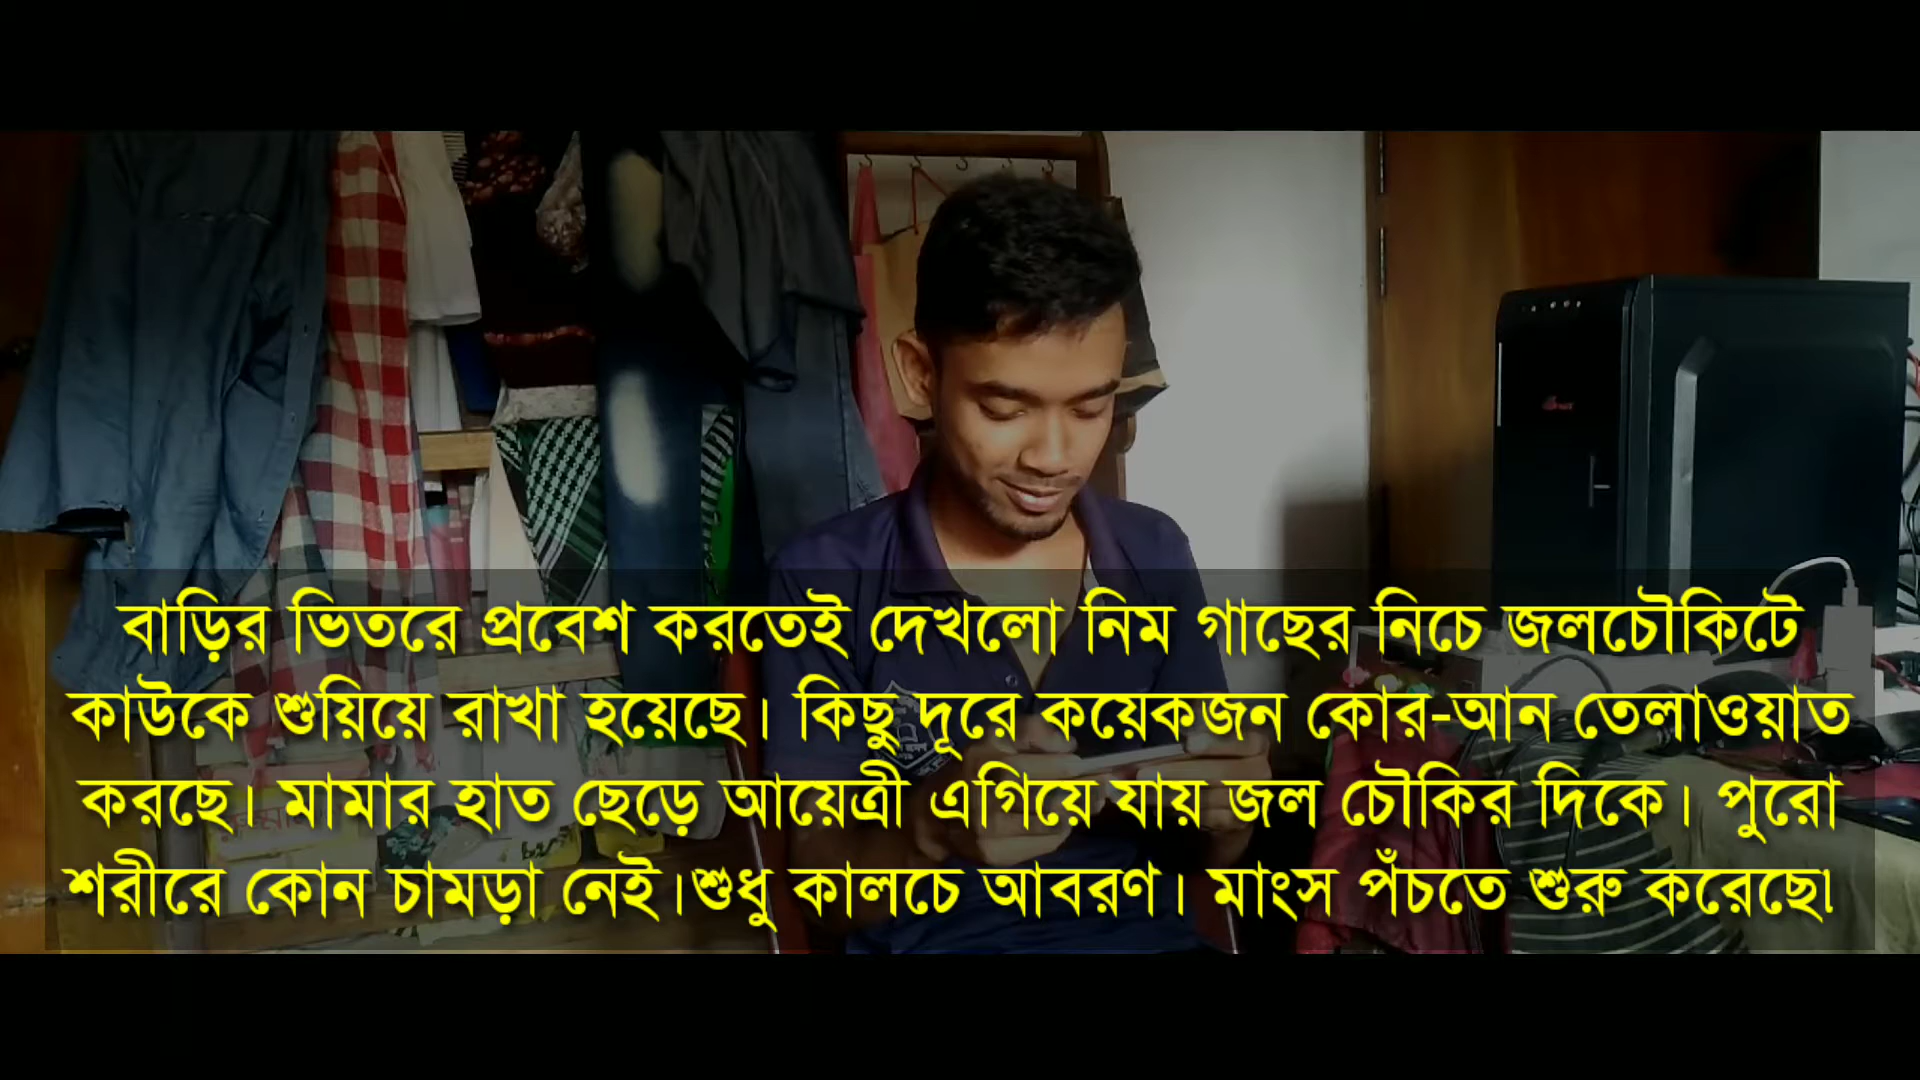 বাড়ির ভিতরে প্রবেশ করতেই দেখলো নিম গাছের নিচে জলচৌকিটে
কাউকে শুয়িয়ে রাখা হয়েছে। কিছু দূরে কয়েকজন কোর-আন তেলাওয়াত
করছে। মামার হাত ছেড়ে আয়েত্রী এগিয়ে যায় জল চৌকির দিকে। পুরো
শরীরে কোন চামড়া নেই।শুধু কালচে আবরণ। মাংস পঁচতে শুরু করেছে৷